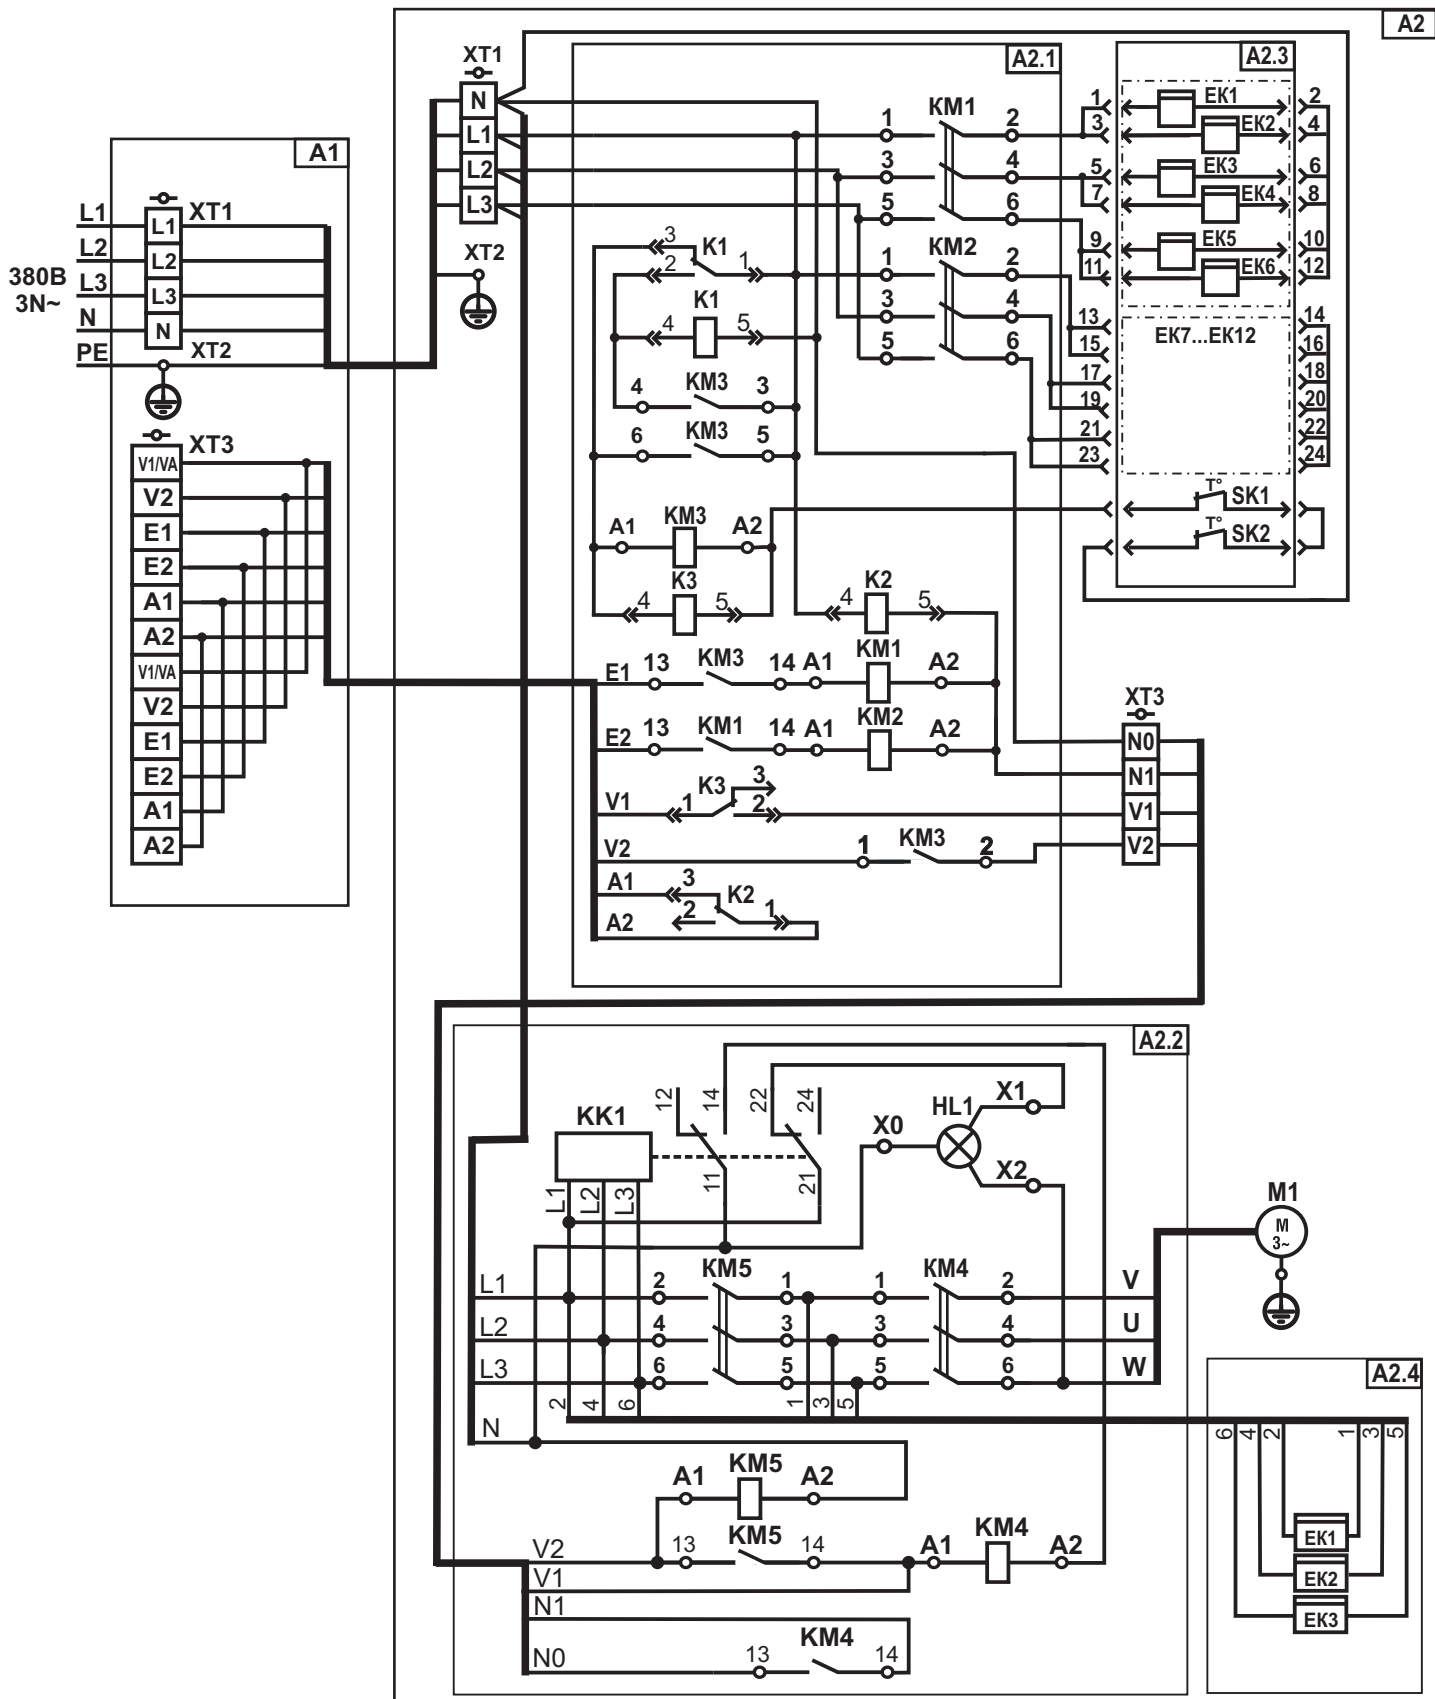 A2
XT1
A2.1
A2.3
N
L1
L2
L3
XT2
A1
XT1
L1 L1
L2 L2
L3 L3
N N
PE XT2
380В
3N~
XT3
V1/VA
V2
E1
E2
A1
A2
V1/VA
V2
E1
E2
A1
A2
1 KM1 2
3 4
5 6
1 KM2 2
3 4
5 6
3 K1
2 1
K1
4 5
4 KM3 3
6 KM3 5
A1 KM3 A2
K3
4 5
K2
4 5
E1 13 KM3 14 A1 KM1 A2
E2 13 KM1 14 A1 KM2 A2
V1 1 K3 3
2
V2 1 KM3 2
A1 3 K2
A2 2 1
1 EK1 2
3 EK2 4
5 EK3 6
7 EK4 8
9 EK5 10
11 EK6 12
13 EK7...EK12 14
15 16
17 18
19 20
21 22
23 24
T° SK1
T° SK2
XT3
N0
N1
V1
V2
A2.2
KK1
12 14 22 24
11 21
L1 L2 L3
X0 HL1 X1
X2
M1
M
3~
L1 2 KM5 1 1 KM4 2 V
L2 4 3 3 4 U
L3 6 5 5 6 W
2 4 6 1 3 5
N
A1 KM5 A2
V2 13 KM5 14 A1 KM4 A2
V1
N1
N0 13 KM4 14
A2.4
6 4 2 1 3 5
EK1
EK2
EK3